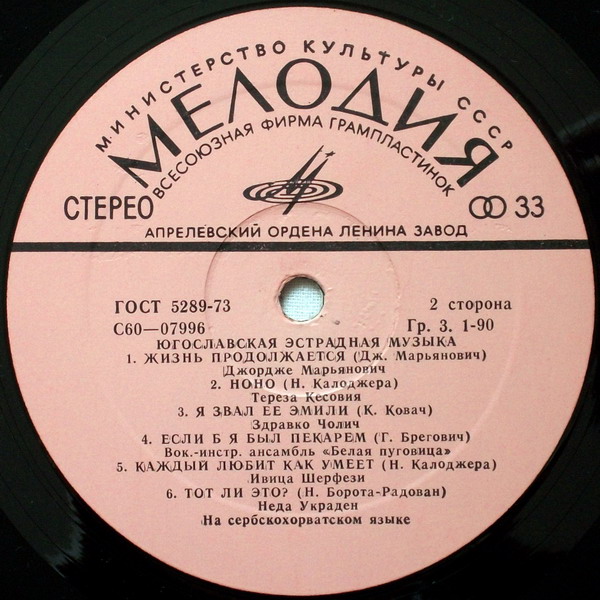 МИНИСТЕРСТВО КУЛЬТУРЫ СССР
МЕЛОДИЯ
ВСЕСОЮЗНАЯ ФИРМА ГРАМПЛАСТИНОК
СТЕРЕО 33
АПРЕЛЕВСКИЙ ОРДЕНА ЛЕНИНА ЗАВОД
ГОСТ 5289-73 2 сторона
С60—07996 Гр. 3. 1-90
ЮГОСЛАВСКАЯ ЭСТРАДНАЯ МУЗЫКА
1. ЖИЗНЬ ПРОДОЛЖАЕТСЯ (Дж. Марьянович)
Джордже Марьянович
2. НОНО (Н. Калоджера)
Тереза Кесовия
3. Я ЗВАЛ ЕЕ ЭМИЛИ (К. Ковач)
Здравко Чолич
4. ЕСЛИ Б Я БЫЛ ПЕКАРЕМ (Г. Брегович)
Вок.-инстр. ансамбль «Белая пуговица»
5. КАЖДЫЙ ЛЮБИТ КАК УМЕЕТ (Н. Калоджера)
Ивица Шерфези
6. ТОТ ЛИ ЭТО? (Н. Борота-Радован)
Неда Украден
На сербскохорватском языке